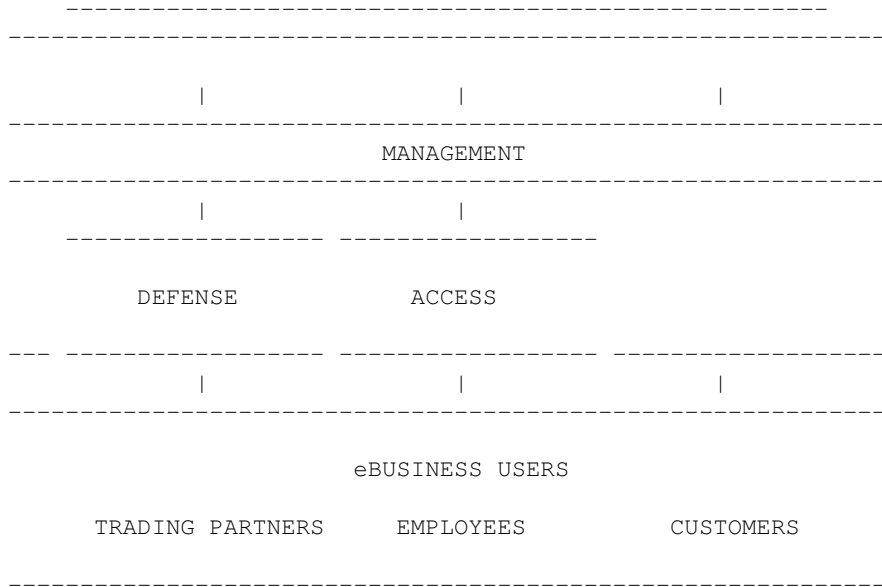 MANAGEMENT
DEFENSE ACCESS
eBUSINESS USERS
TRADING PARTNERS EMPLOYEES CUSTOMERS